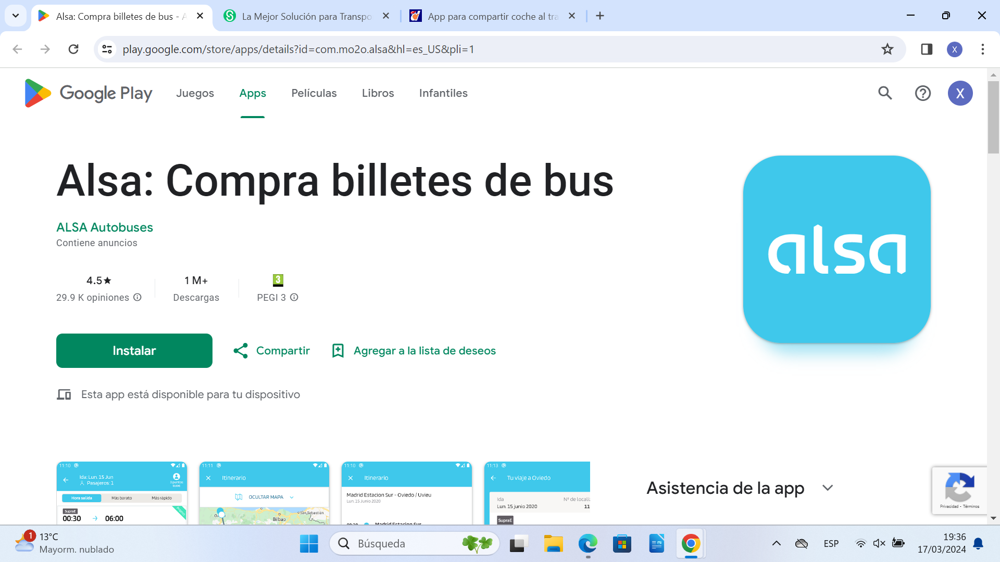 Alsa: Compra billetes de bus - A
La Mejor Solución para Transpo
App para compartir coche al tra
play.google.com/store/apps/details?id=com.mo2o.alsa&hl=es_US&pli=1
X
Google Play
Juegos
Apps
Películas
Libros
Infantiles
X
Alsa: Compra billetes de bus
alsa
ALSA Autobuses
Contiene anuncios
4.5★
29.9 K opiniones
1 M+
Descargas
3
PEGI 3
Instalar
Compartir
Agregar a la lista de deseos
Esta app está disponible para tu dispositivo
11:10
Ida: Lun. 15 Jun
Pasajeros: 1
0 puntos
Hora salida
Más barato
Más rápido
SupraE
00:30
06:00
11:11
Itinerario
OCULTAR MAPA
Bilbao
San Sebastián
11:10
Itinerario
Madrid Estacion Sur - Oviedo / Uvieu
Lun. 15 Junio 2020
Madrid Estacion Sur
11:13
Tu viaje a Oviedo
Ida
Nº de locali
Lun. 15 junio 2020
11
SupraE
Asistencia de la app
Privacidad - Términos
1
13°C
Mayorm. nublado
Búsqueda
ESP
19:36
17/03/2024